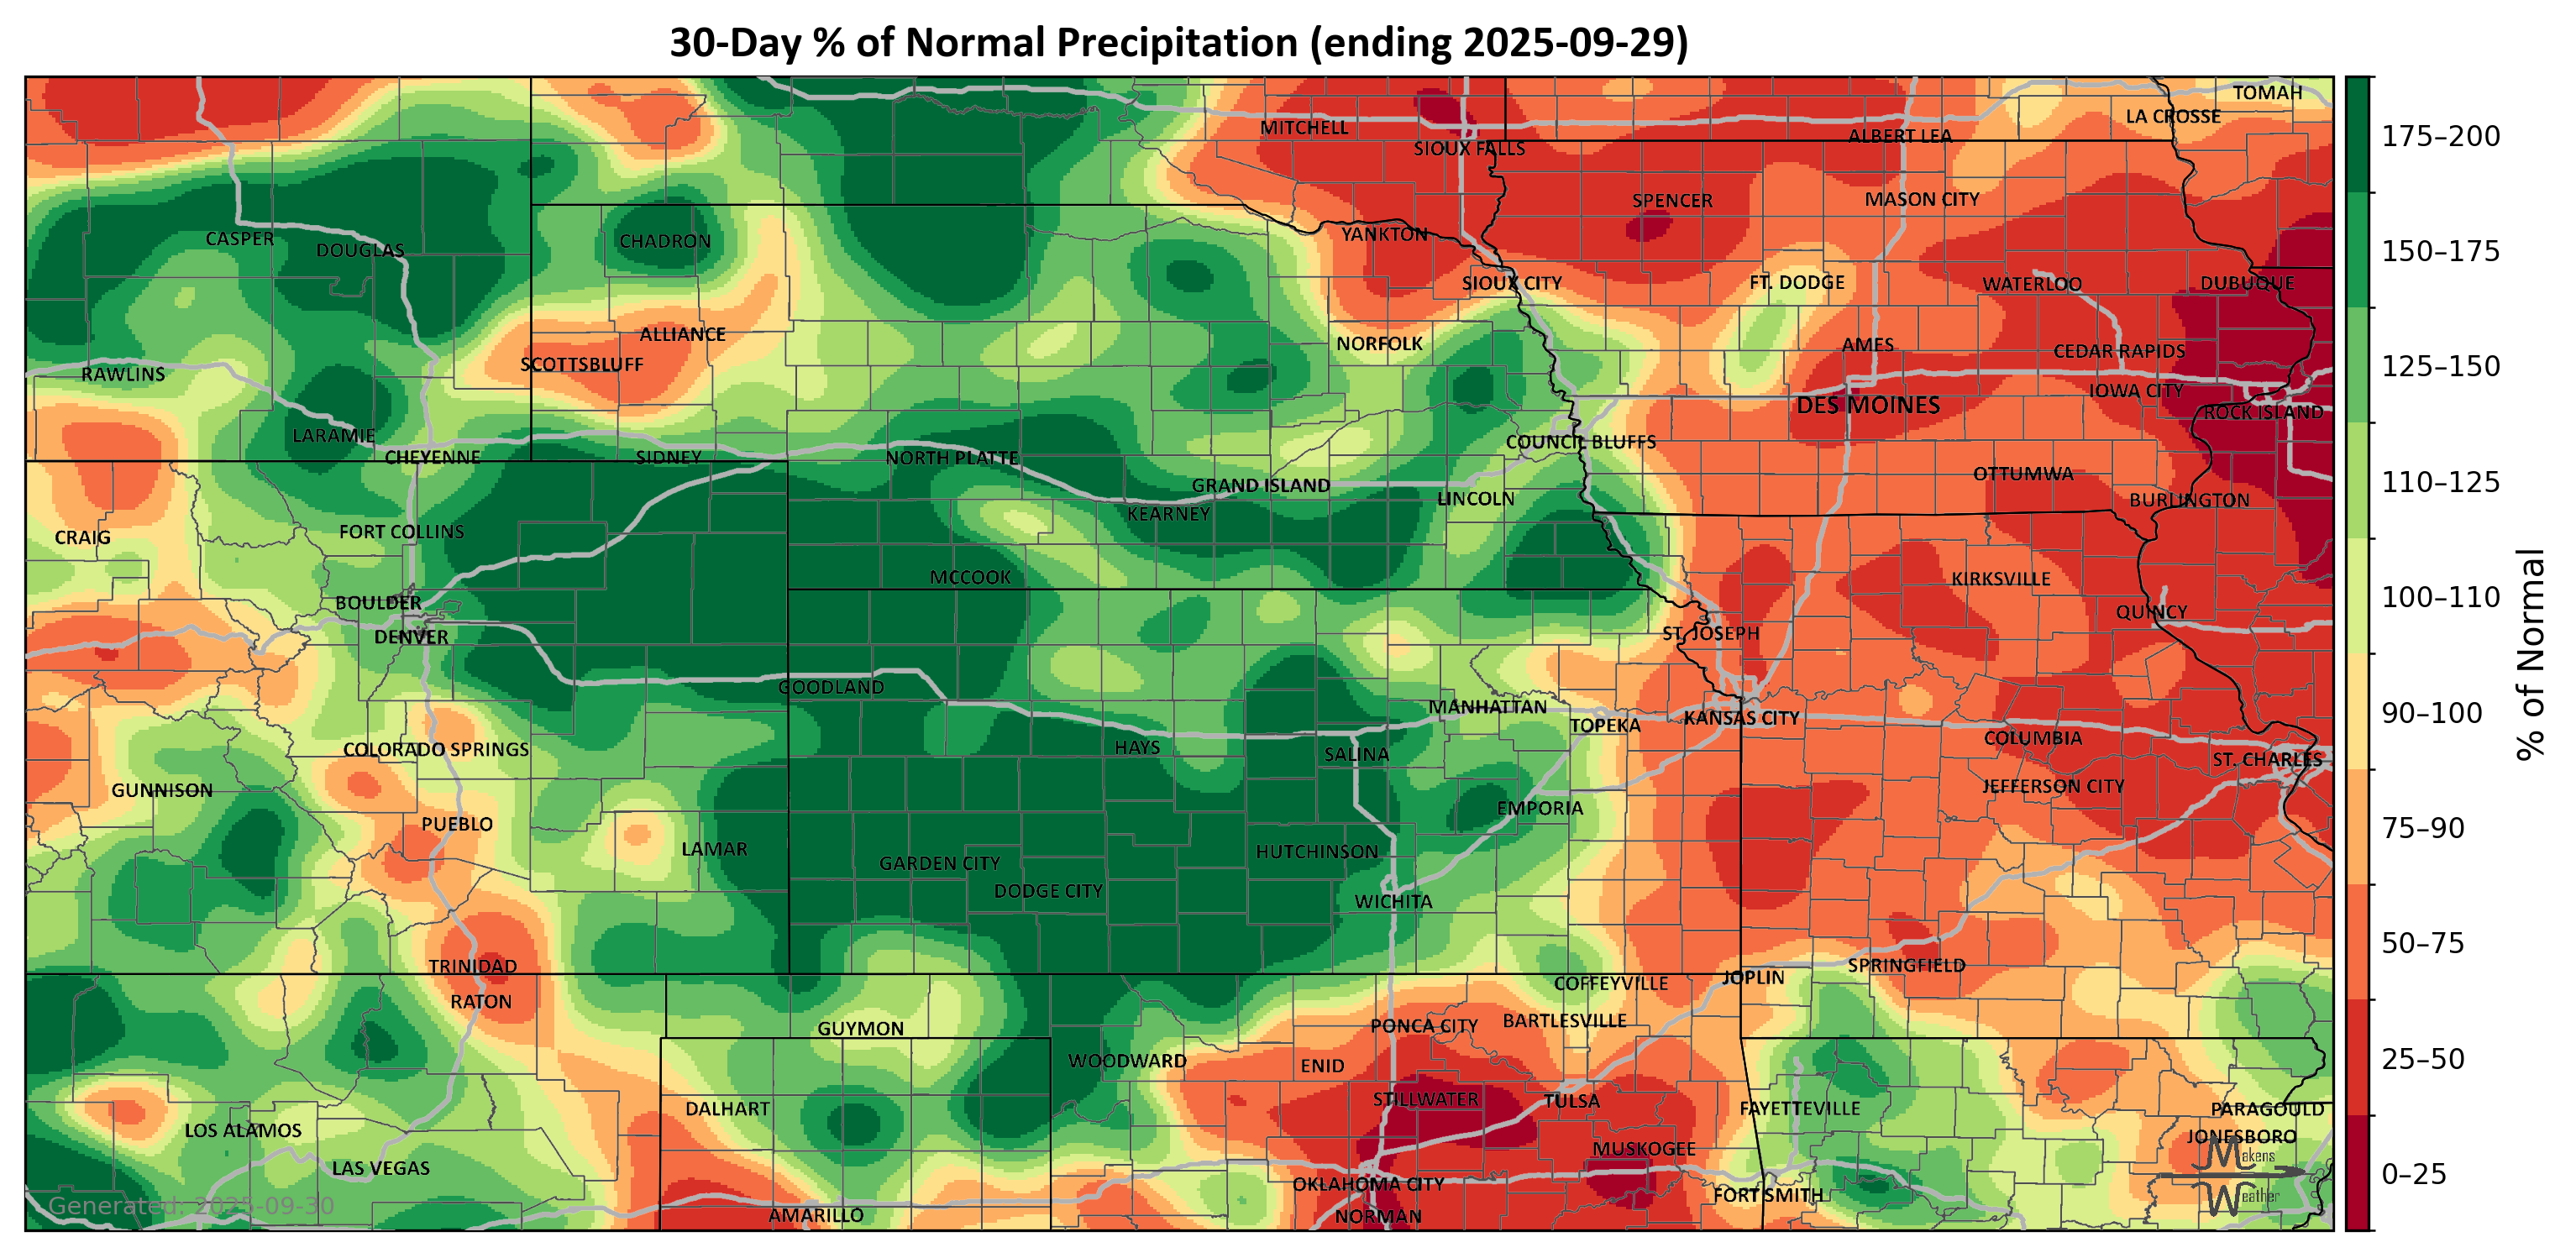 30-Day % of Normal Precipitation (ending 2025-09-29)
TOMAH
LA CROSSE
MITCHELL
ALBERT LEA
SIOUX FALLS
SPENCER
MASON CITY
YANKTON
CASPER
CHADRON
DOUGLAS
SIOUX CITY
FT. DODGE
WATERLOO
DUBUQUE
ALLIANCE
NORFOLK
AMES
CEDAR RAPIDS
SCOTTSBLUFF
RAWLINS
IOWA CITY
DES MOINES
ROCK ISLAND
LARAMIE
COUNCIL BLUFFS
CHEYENNE
SIDNEY
NORTH PLATTE
OTTUMWA
GRAND ISLAND
LINCOLN
BURLINGTON
KEARNEY
FORT COLLINS
CRAIG
MCCOOK
KIRKSVILLE
BOULDER
QUINCY
DENVER
ST. JOSEPH
GOODLAND
MANHATTAN
KANSAS CITY
TOPEKA
COLUMBIA
COLORADO SPRINGS
HAYS
SALINA
ST. CHARLES
GUNNISON
JEFFERSON CITY
EMPORIA
PUEBLO
LAMAR
HUTCHINSON
GARDEN CITY
DODGE CITY
WICHITA
TRINIDAD
SPRINGFIELD
JOPLIN
COFFEYVILLE
RATON
BARTLESVILLE
PONCA CITY
GUYMON
WOODWARD
ENID
STILLWATER
TULSA
DALHART
FAYETTEVILLE
PARAGOULD
LOS ALAMOS
JONESBORO
MUSKOGEE
Makens
LAS VEGAS
OKLAHOMA CITY
FORT SMITH
Weather
Generated: 2025-09-30
AMARILLO
NORMAN
175–200
150–175
125–150
110–125
100–110
90–100
75–90
50–75
25–50
0–25
% of Normal